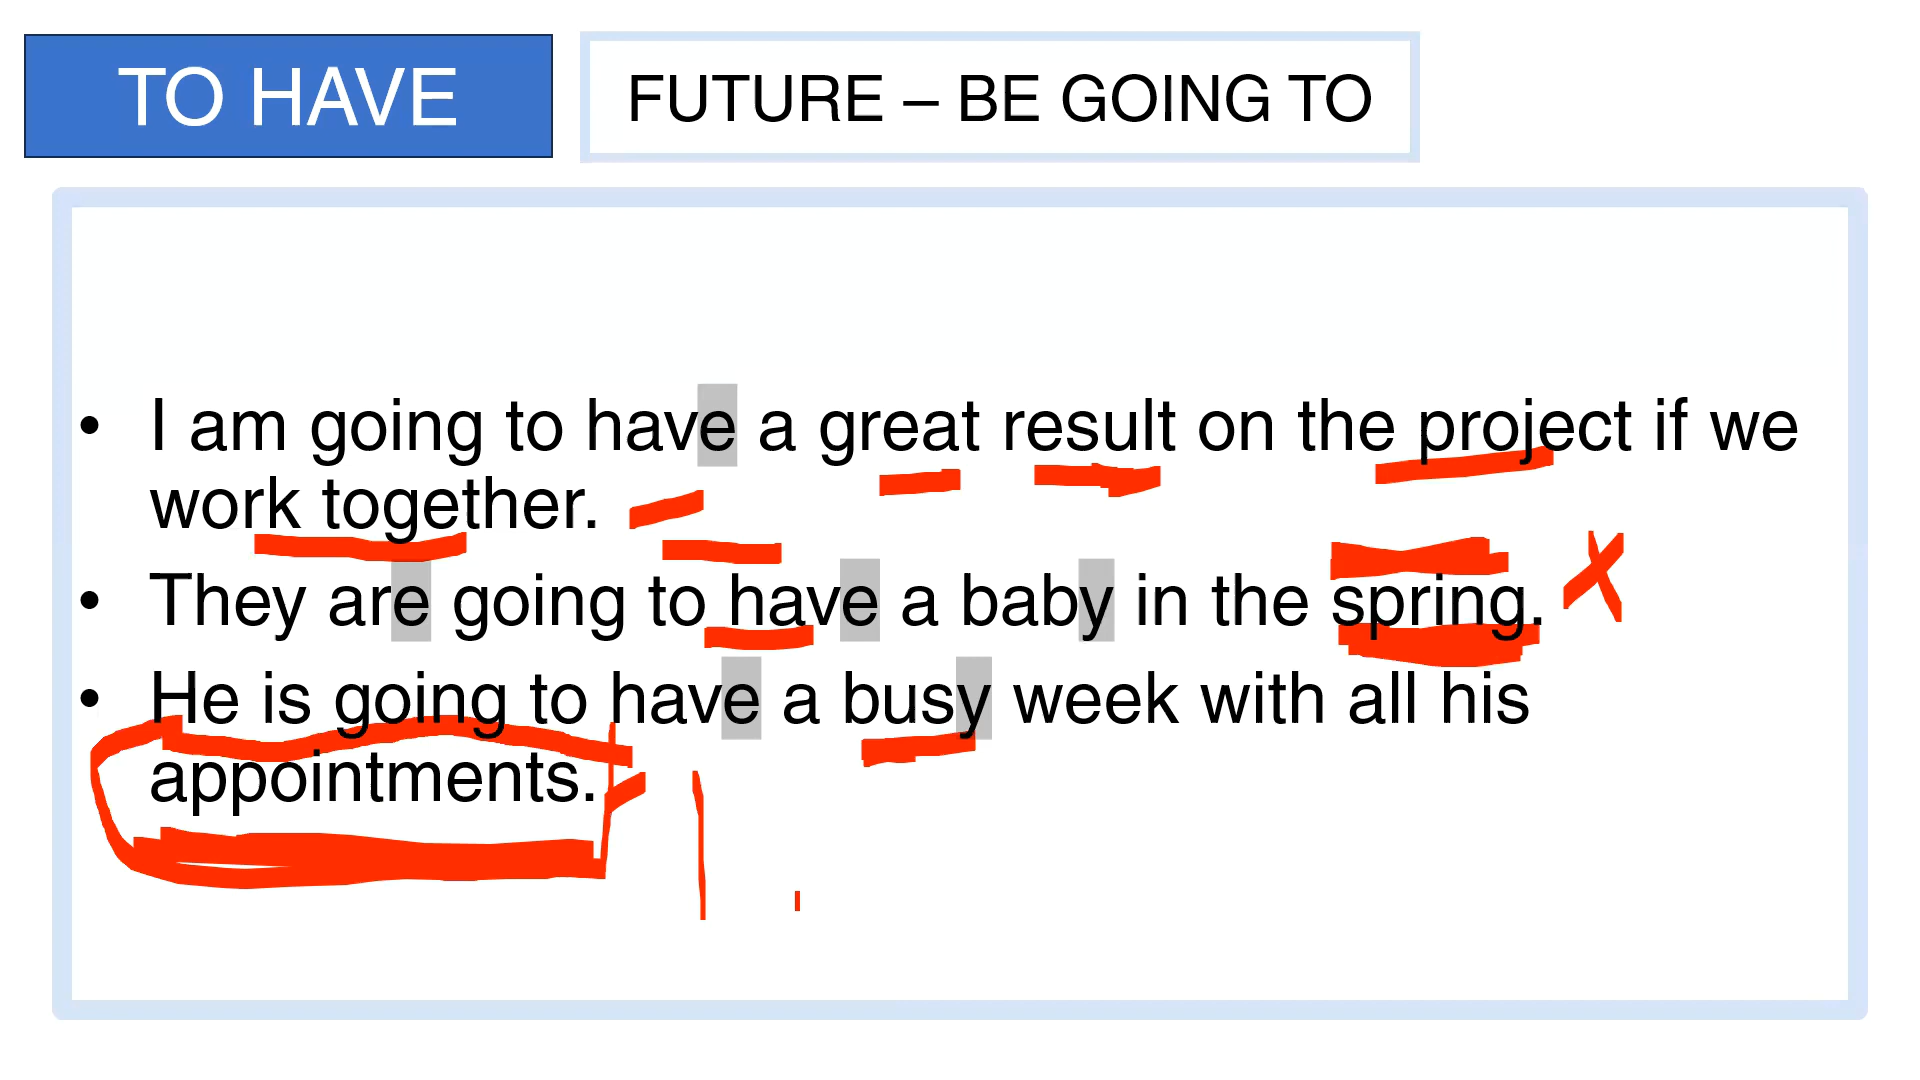 TO HAVE
FUTURE – BE GOING TO
• I am going to have a great result on the project if we
work together.
• They are going to have a baby in the spring.
• He is going to have a busy week with all his
appointments.